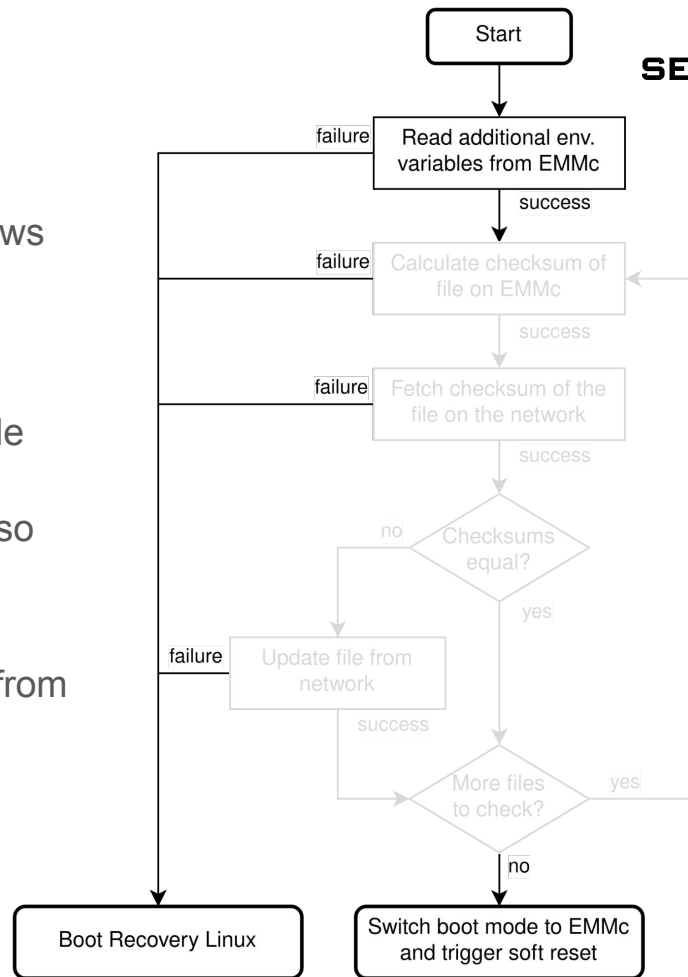 Start
SE
failure
Read additional env.
variables from EMMc
success
ws
failure
Calculate checksum of
file on EMMc
success
failure
Fetch checksum of the
file on the network
le
success
so
no
Checksums
equal?
yes
failure
Update file from
network
from
success
More files
to check?
yes
no
Boot Recovery Linux
Switch boot mode to EMMc
and trigger soft reset